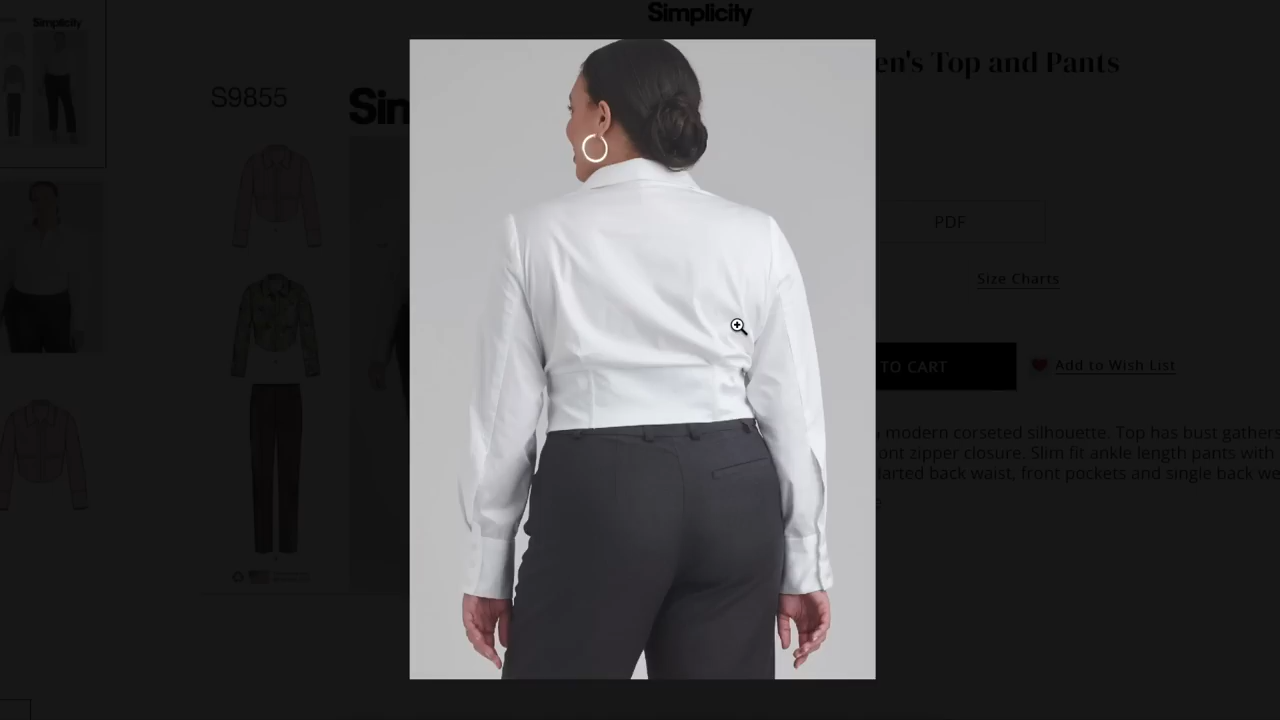 Simplicity
Simplicity
en's Top and Pants
S9855
Sim
PDF
Size Charts
TO CART
Add to Wish List
modern corseted silhouette. Top has bust gathers
ont zipper closure. Slim fit ankle length pants with
darted back waist, front pockets and single back we